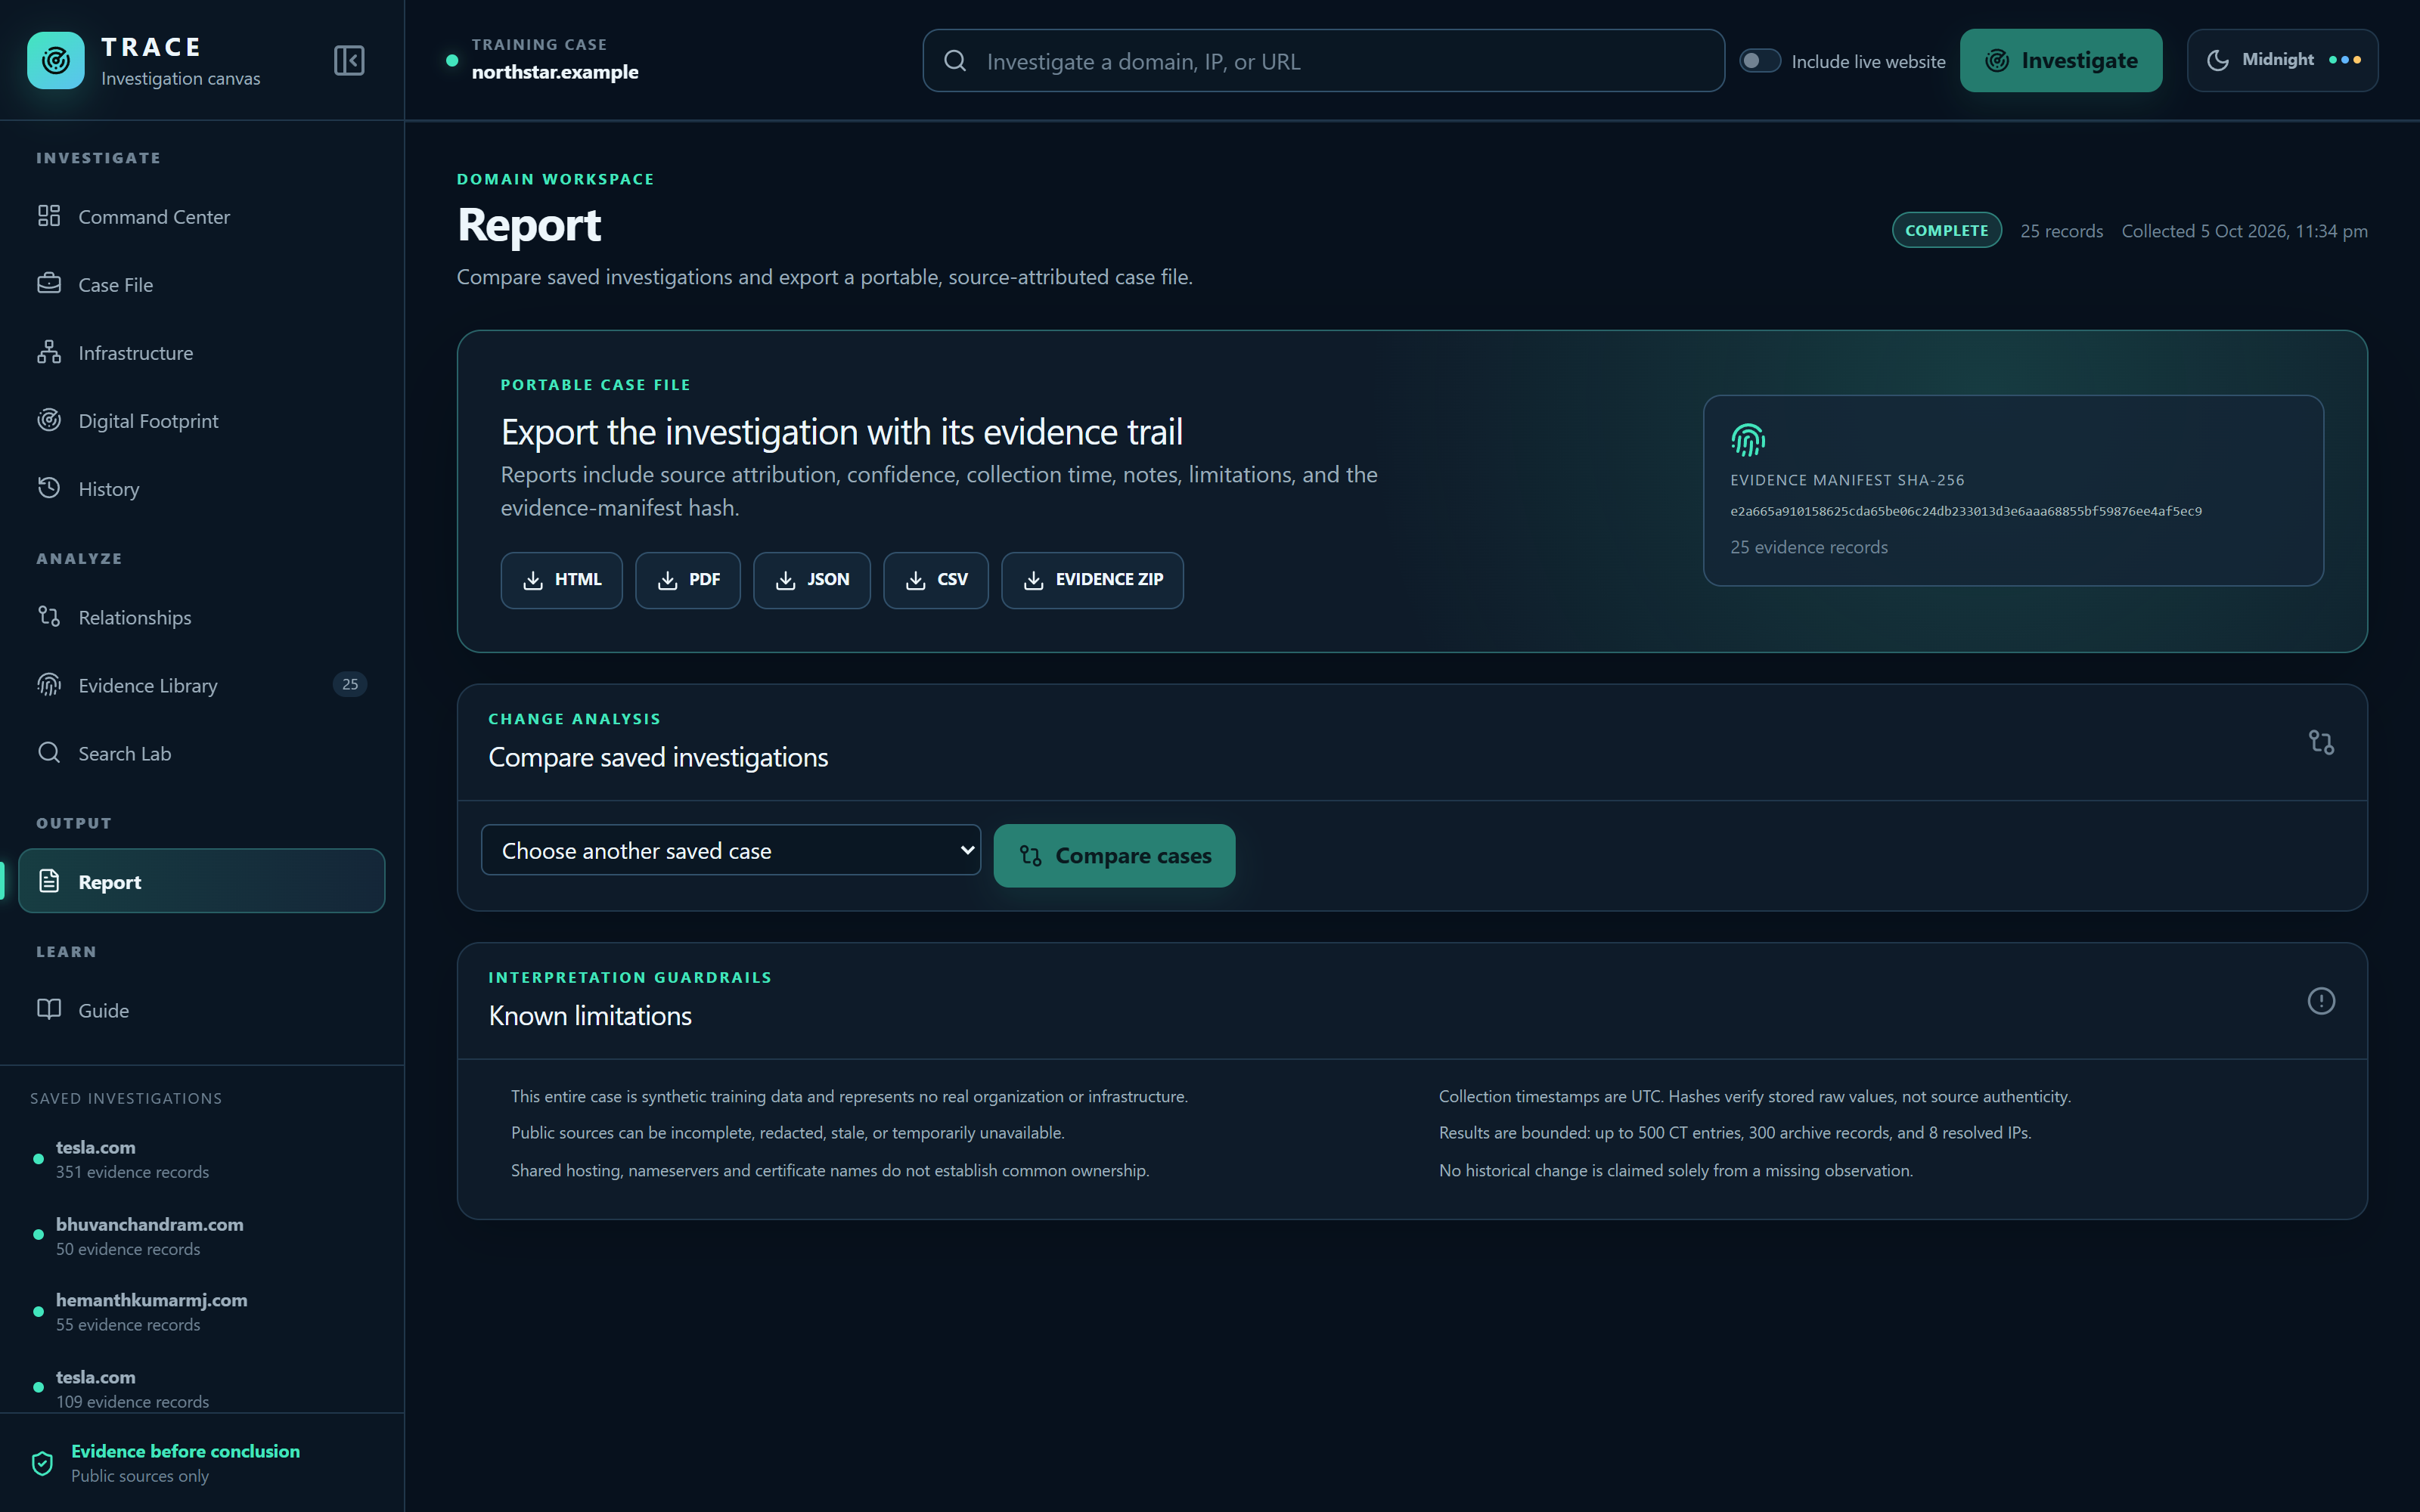 TRACE
Investigation canvas
TRAINING CASE
northstar.example
Investigate a domain, IP, or URL
Include live website
Investigate
Midnight
INVESTIGATE
Command Center
Case File
Infrastructure
Digital Footprint
History
ANALYZE
Relationships
Evidence Library
25
Search Lab
OUTPUT
Report
LEARN
Guide
SAVED INVESTIGATIONS
tesla.com
351 evidence records
bhuvanchandram.com
50 evidence records
hemanthkumarmj.com
55 evidence records
tesla.com
109 evidence records
Evidence before conclusion
Public sources only
DOMAIN WORKSPACE
Report
Compare saved investigations and export a portable, source-attributed case file.
COMPLETE
25 records
Collected 5 Oct 2026, 11:34 pm
PORTABLE CASE FILE
Export the investigation with its evidence trail
Reports include source attribution, confidence, collection time, notes, limitations, and the
evidence-manifest hash.
HTML
PDF
JSON
CSV
EVIDENCE ZIP
EVIDENCE MANIFEST SHA-256
e2a665a910158625cda65be06c24db233013d3e6aaa68855bf59876ee4af5ec9
25 evidence records
CHANGE ANALYSIS
Compare saved investigations
Choose another saved case
Compare cases
INTERPRETATION GUARDRAILS
Known limitations
This entire case is synthetic training data and represents no real organization or infrastructure.
Public sources can be incomplete, redacted, stale, or temporarily unavailable.
Shared hosting, nameservers and certificate names do not establish common ownership.
Collection timestamps are UTC. Hashes verify stored raw values, not source authenticity.
Results are bounded: up to 500 CT entries, 300 archive records, and 8 resolved IPs.
No historical change is claimed solely from a missing observation.